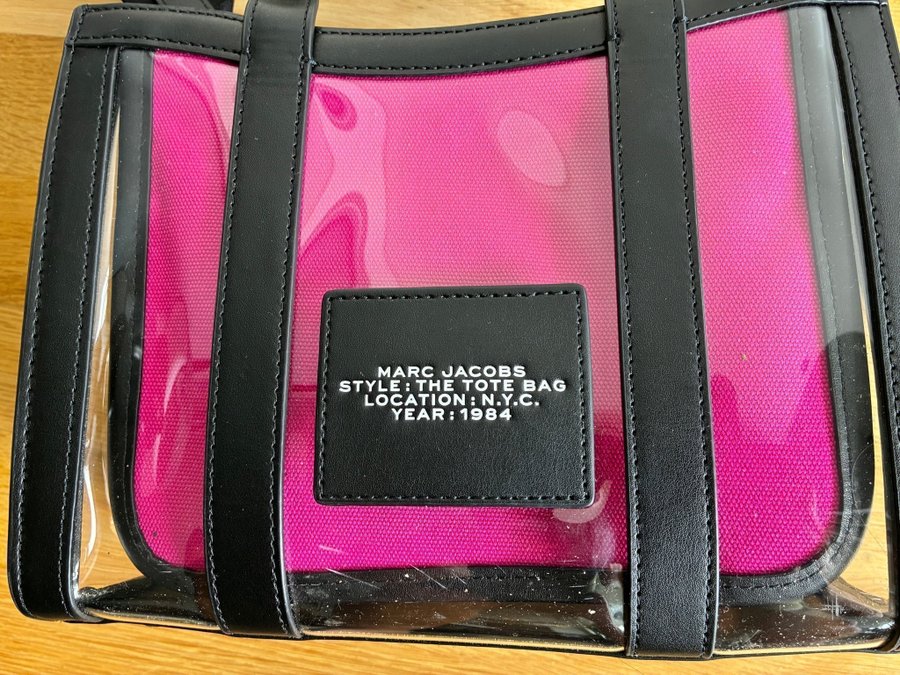 MARC JACOBS
STYLE: THE TOTE BAG
LOCATION: N.Y.C.
YEAR: 1984